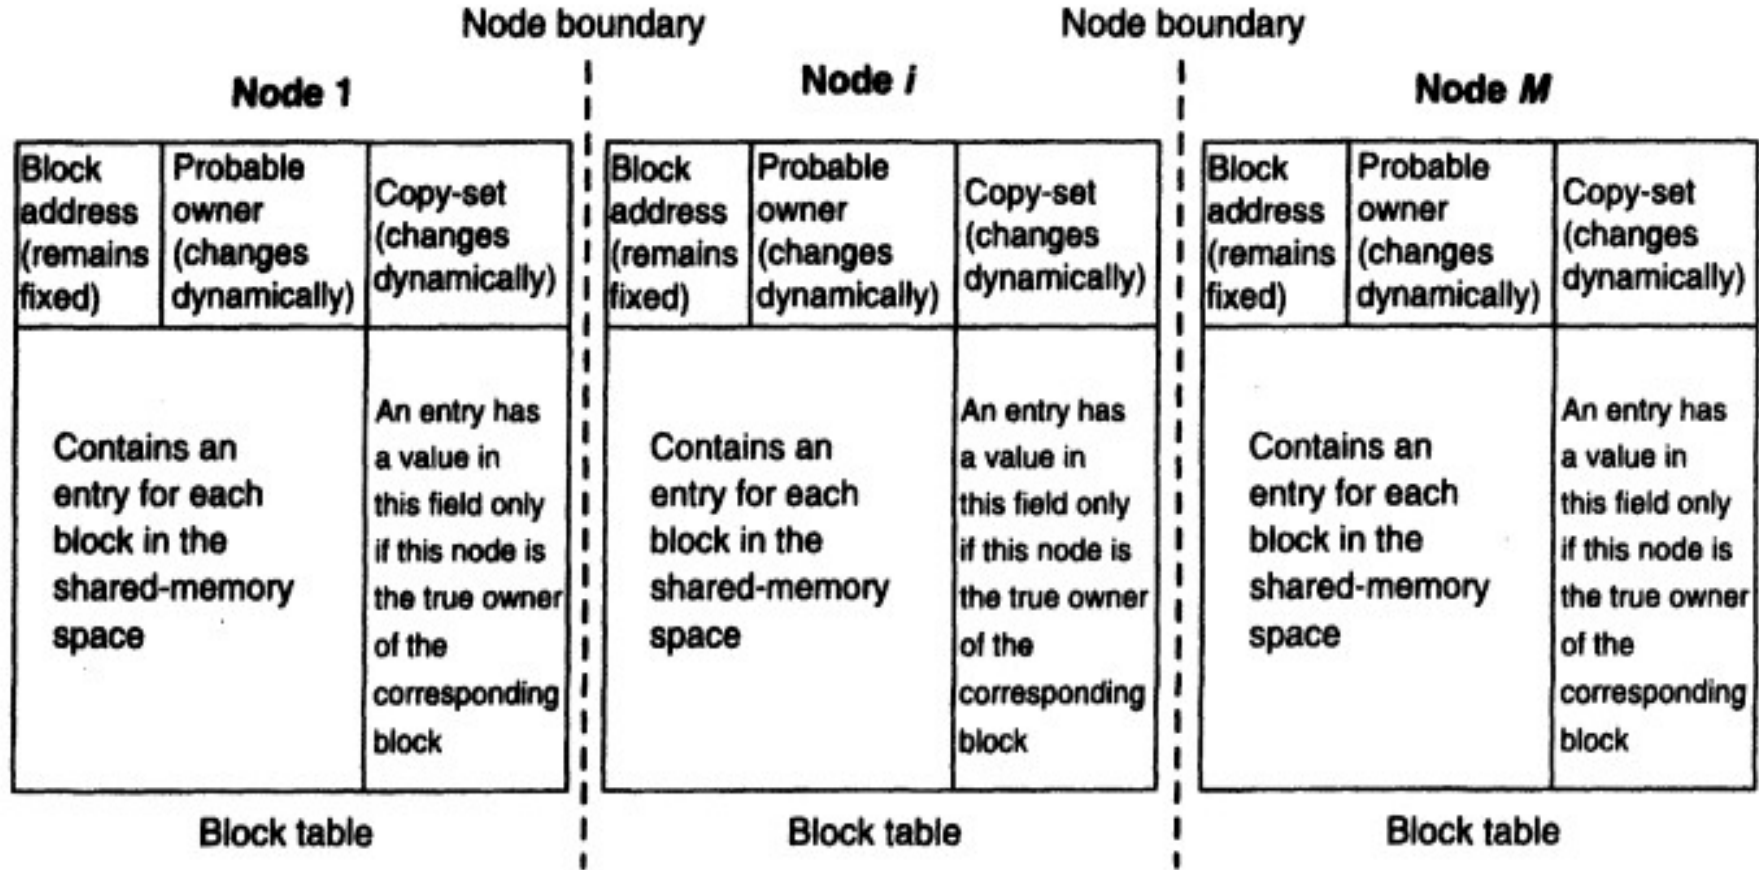 Node boundary
Node boundary
Node 1
Node i
Node M
Block
address
(remains
fixed)
Probable
owner
(changes
dynamically)
Copy-set
(changes
dynamically)
Contains an
entry for each
block in the
shared-memory
space
An entry has
a value in
this field only
if this node is
the true owner
of the
corresponding
block
Block table
Block
address
(remains
fixed)
Probable
owner
(changes
dynamically)
Copy-set
(changes
dynamically)
Contains an
entry for each
block in the
shared-memory
space
An entry has
a value in
this field only
if this node is
the true owner
of the
corresponding
block
Block table
Block
address
(remains
fixed)
Probable
owner
(changes
dynamically)
Copy-set
(changes
dynamically)
Contains an
entry for each
block in the
shared-memory
space
An entry has
a value in
this field only
if this node is
the true owner
of the
corresponding
block
Block table